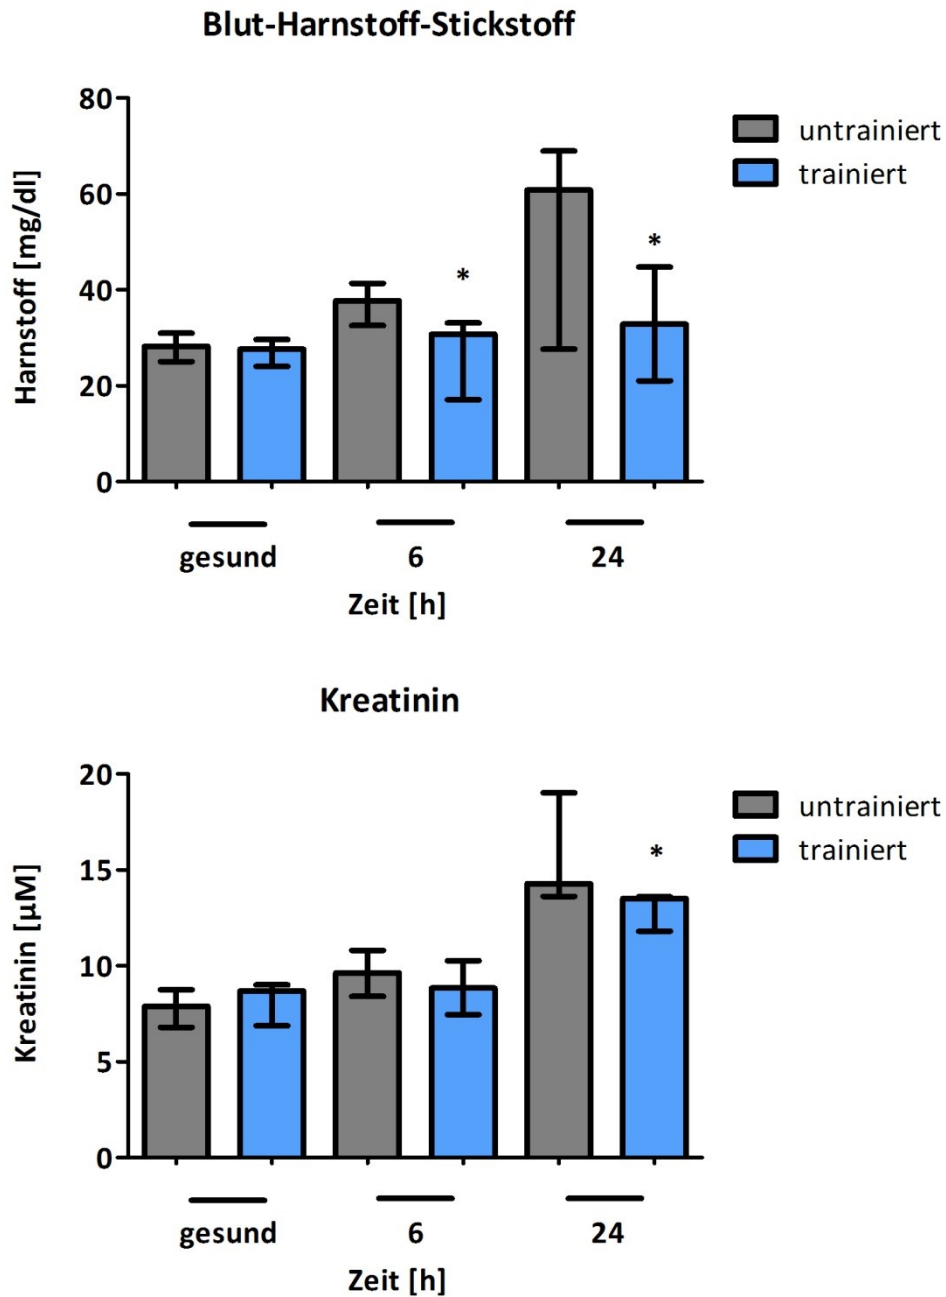 Blut-Harnstoff-Stickstoff
Harnstoff [mg/dl]
80
60
40
20
0
untrainiert
trainiert
*
*
gesund 6 24
Zeit [h]
Kreatinin
Kreatinin [µM]
20
15
10
5
0
untrainiert
trainiert
*
gesund 6 24
Zeit [h]